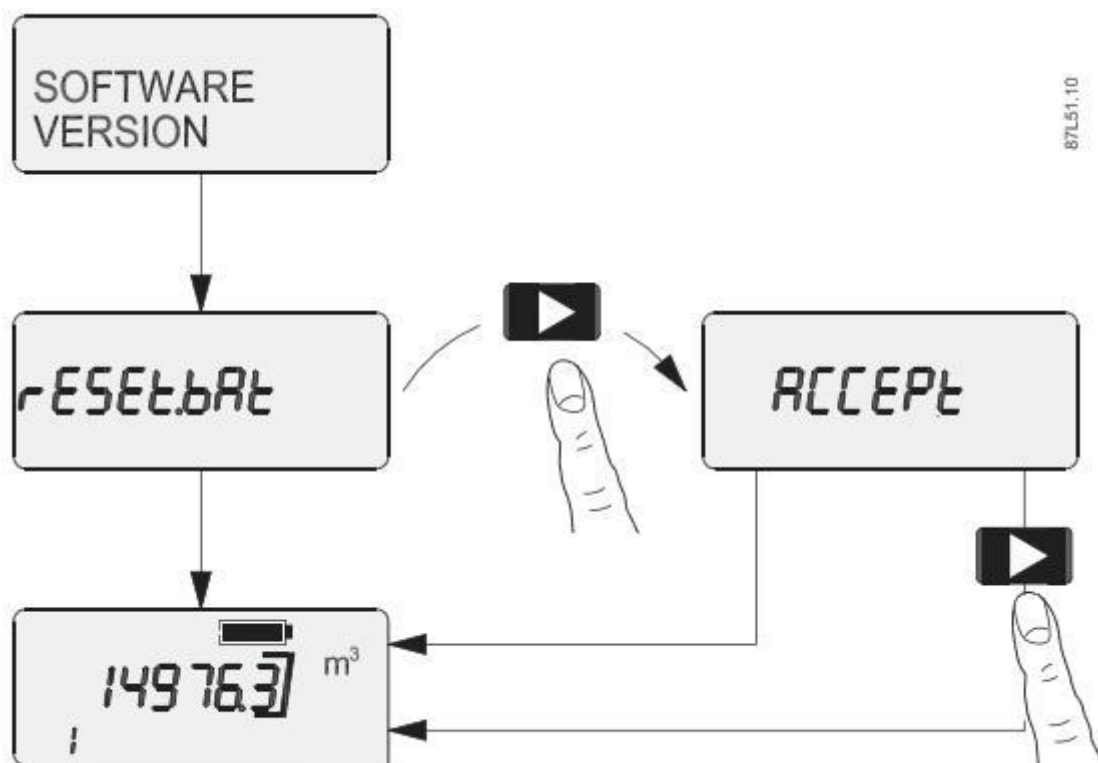 SOFTWARE
VERSION
87L51.10
rESEt.bAt
ACCEPt
14976.3
m³
1